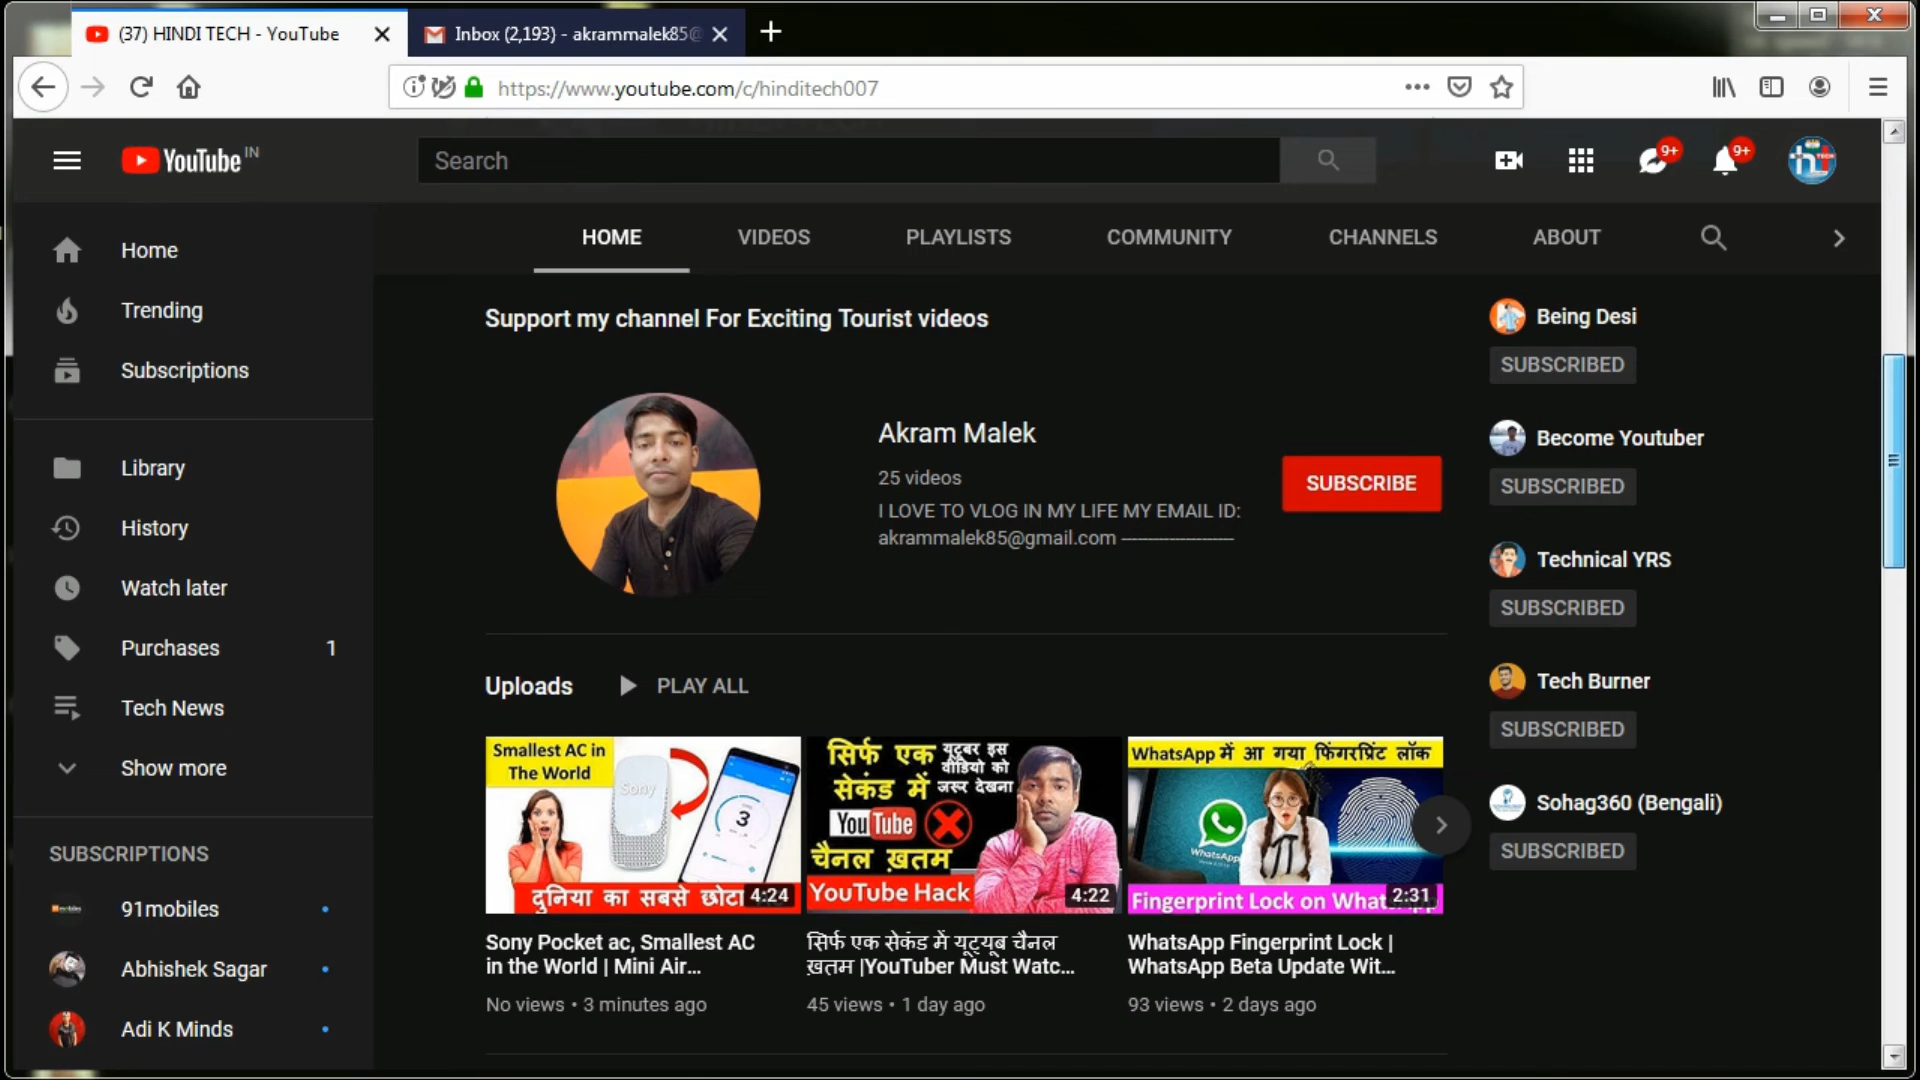 (37) HINDI TECH - YouTube
Inbox (2,193) - akrammalek85@
https://www.youtube.com/c/hinditech007
YouTube IN
Search
9+
9+
HOME
VIDEOS
PLAYLISTS
COMMUNITY
CHANNELS
ABOUT
Home
Trending
Subscriptions
Library
History
Watch later
Purchases 1
Tech News
Show more
SUBSCRIPTIONS
91mobiles
Abhishek Sagar
Adi K Minds
Support my channel For Exciting Tourist videos
Akram Malek
25 videos
I LOVE TO VLOG IN MY LIFE MY EMAIL ID:
akrammalek85@gmail.com --------------------
SUBSCRIBE
Uploads
PLAY ALL
Smallest AC in
The World
Sony
3
दुनिया का सबसे छोटा
4:24
Sony Pocket ac, Smallest AC
in the World | Mini Air...
No views • 3 minutes ago
सिर्फ एक
सेकंड में
यूटूबर इस
वीडियो को
जरूर देखना
YouTube
चैनल ख़तम
YouTube Hack
4:22
सिर्फ एक सेकंड में यूट्यूब चैनल
ख़तम |YouTuber Must Watc...
45 views • 1 day ago
WhatsApp में आ गया फिंगरप्रिंट लॉक
WhatsApp
Fingerprint Lock on WhatsApp
2:31
WhatsApp Fingerprint Lock |
WhatsApp Beta Update Wit...
93 views • 2 days ago
Being Desi
SUBSCRIBED
Become Youtuber
SUBSCRIBED
Technical YRS
SUBSCRIBED
Tech Burner
SUBSCRIBED
Sohag360 (Bengali)
SUBSCRIBED